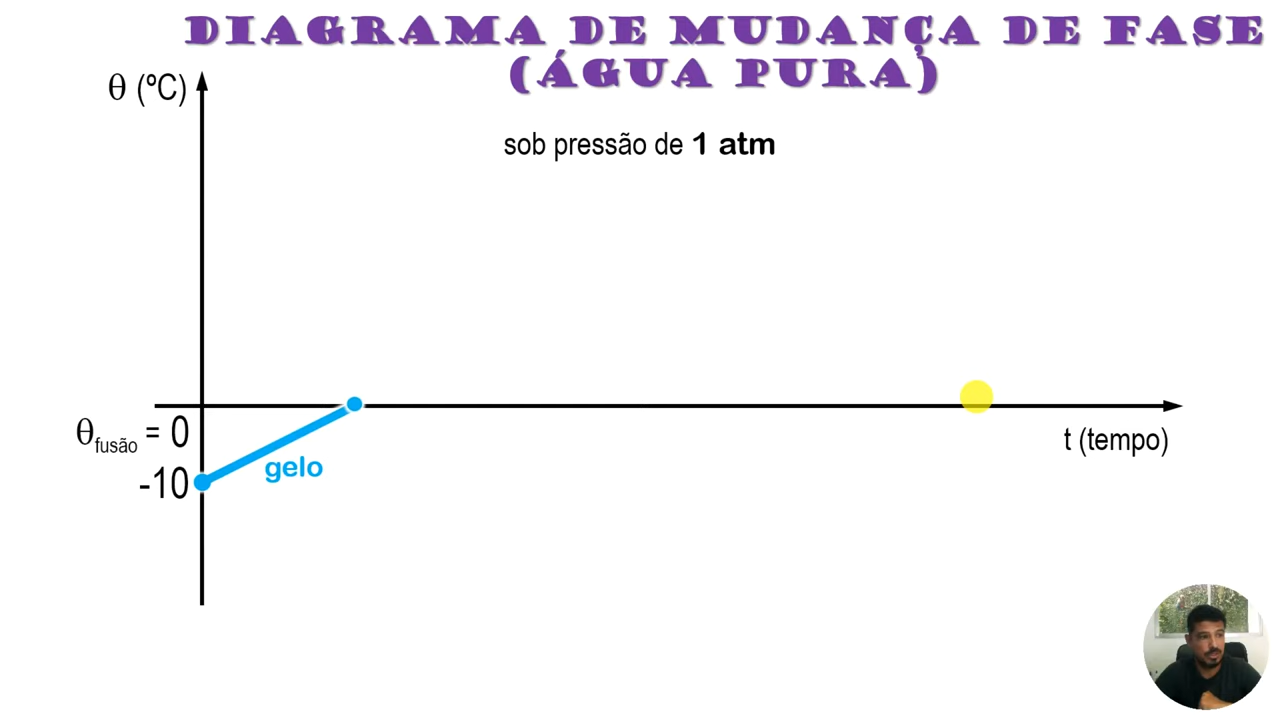 DIAGRAMA DE MUDANÇA DE FASE
(ÁGUA PURA)
θ (ºC)
sob pressão de 1 atm
θfusão = 0
t (tempo)
gelo
-10